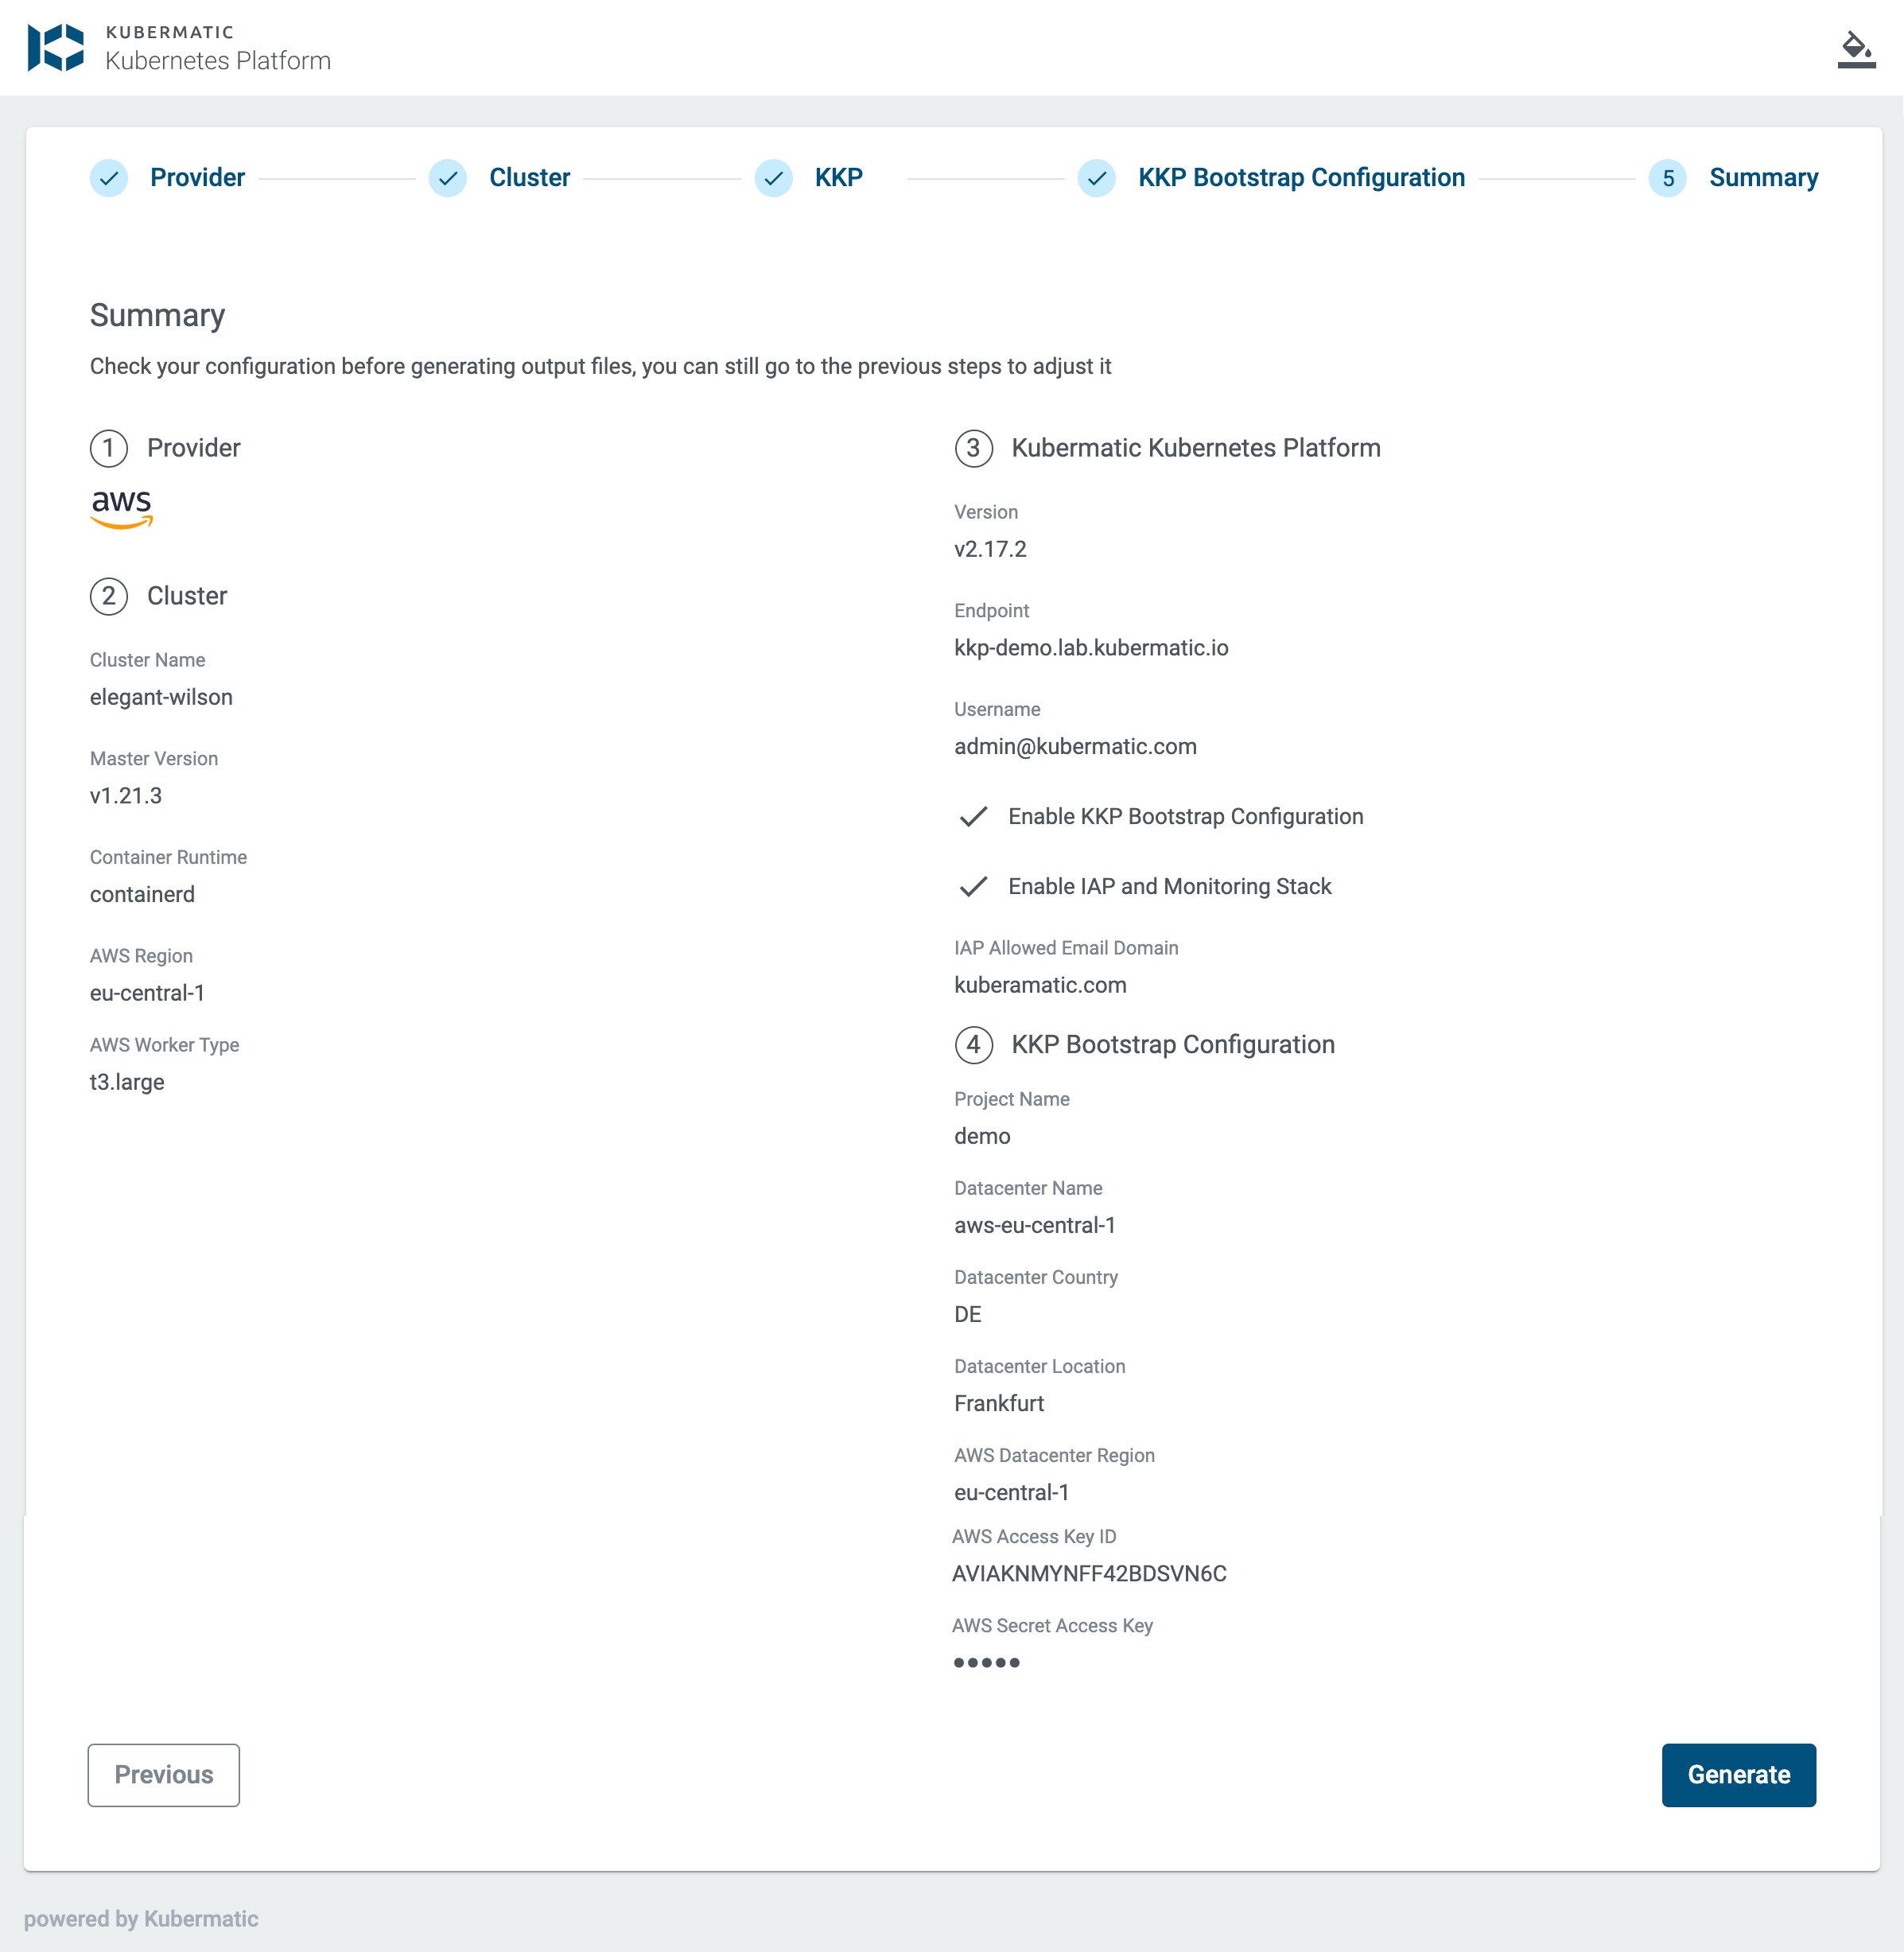 KUBERMATIC
Kubernetes Platform
Provider
Cluster
KKP
KKP Bootstrap Configuration
5 Summary
Summary
Check your configuration before generating output files, you can still go to the previous steps to adjust it
1 Provider
aws
2 Cluster
Cluster Name
elegant-wilson
Master Version
v1.21.3
Container Runtime
containerd
AWS Region
eu-central-1
AWS Worker Type
t3.large
3 Kubermatic Kubernetes Platform
Version
v2.17.2
Endpoint
kkp-demo.lab.kubermatic.io
Username
admin@kubermatic.com
Enable KKP Bootstrap Configuration
Enable IAP and Monitoring Stack
IAP Allowed Email Domain
kuberamatic.com
4 KKP Bootstrap Configuration
Project Name
demo
Datacenter Name
aws-eu-central-1
Datacenter Country
DE
Datacenter Location
Frankfurt
AWS Datacenter Region
eu-central-1
AWS Access Key ID
AVIAKNMYNFF42BDSVN6C
AWS Secret Access Key
•••••
Previous
Generate
powered by Kubermatic